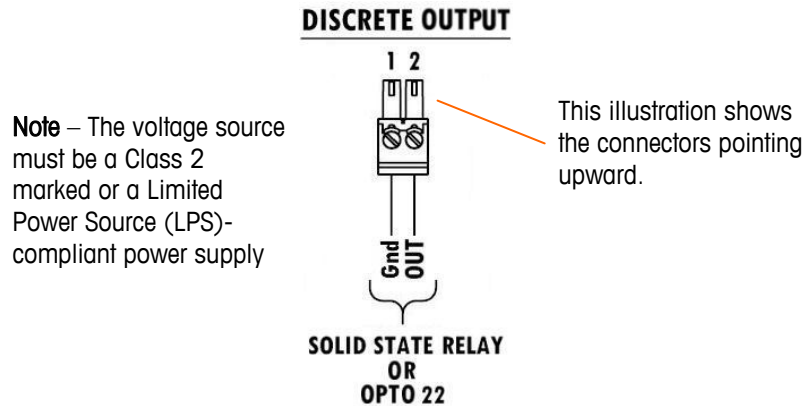 DISCRETE OUTPUT
1 2
Note – The voltage source
must be a Class 2
marked or a Limited
Power Source (LPS)-
compliant power supply
This illustration shows
the connectors pointing
upward.
Gnd
OUT
SOLID STATE RELAY
OR
OPTO 22